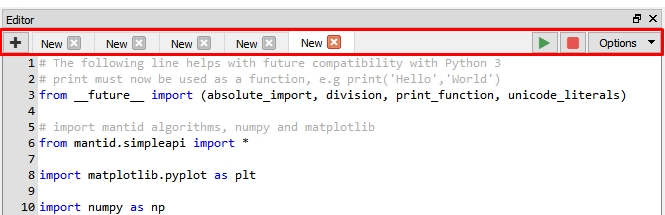 Editor
New New New New New Options
1 # The following line helps with future compatibility with Python 3
2 # print must now be used as a function, e.g print('Hello','World')
3 from __future__ import (absolute_import, division, print_function, unicode_literals)
4
5 # import mantid algorithms, numpy and matplotlib
6 from mantid.simpleapi import *
7
8 import matplotlib.pyplot as plt
9
10 import numpy as np